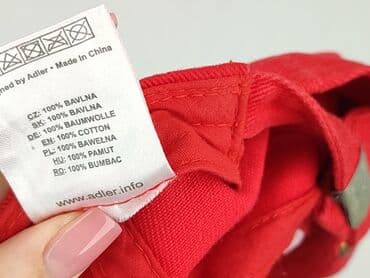 ned by Adler • Made in China
CZ: 100% BAVLNA
SK: 100% BAVLNA
DE: 100% BAUMWOLLE
EN: 100% COTTON
PL: 100% BAWEŁNA
HU: 100% PAMUT
RO: 100% BUMBAC
www.adler.info